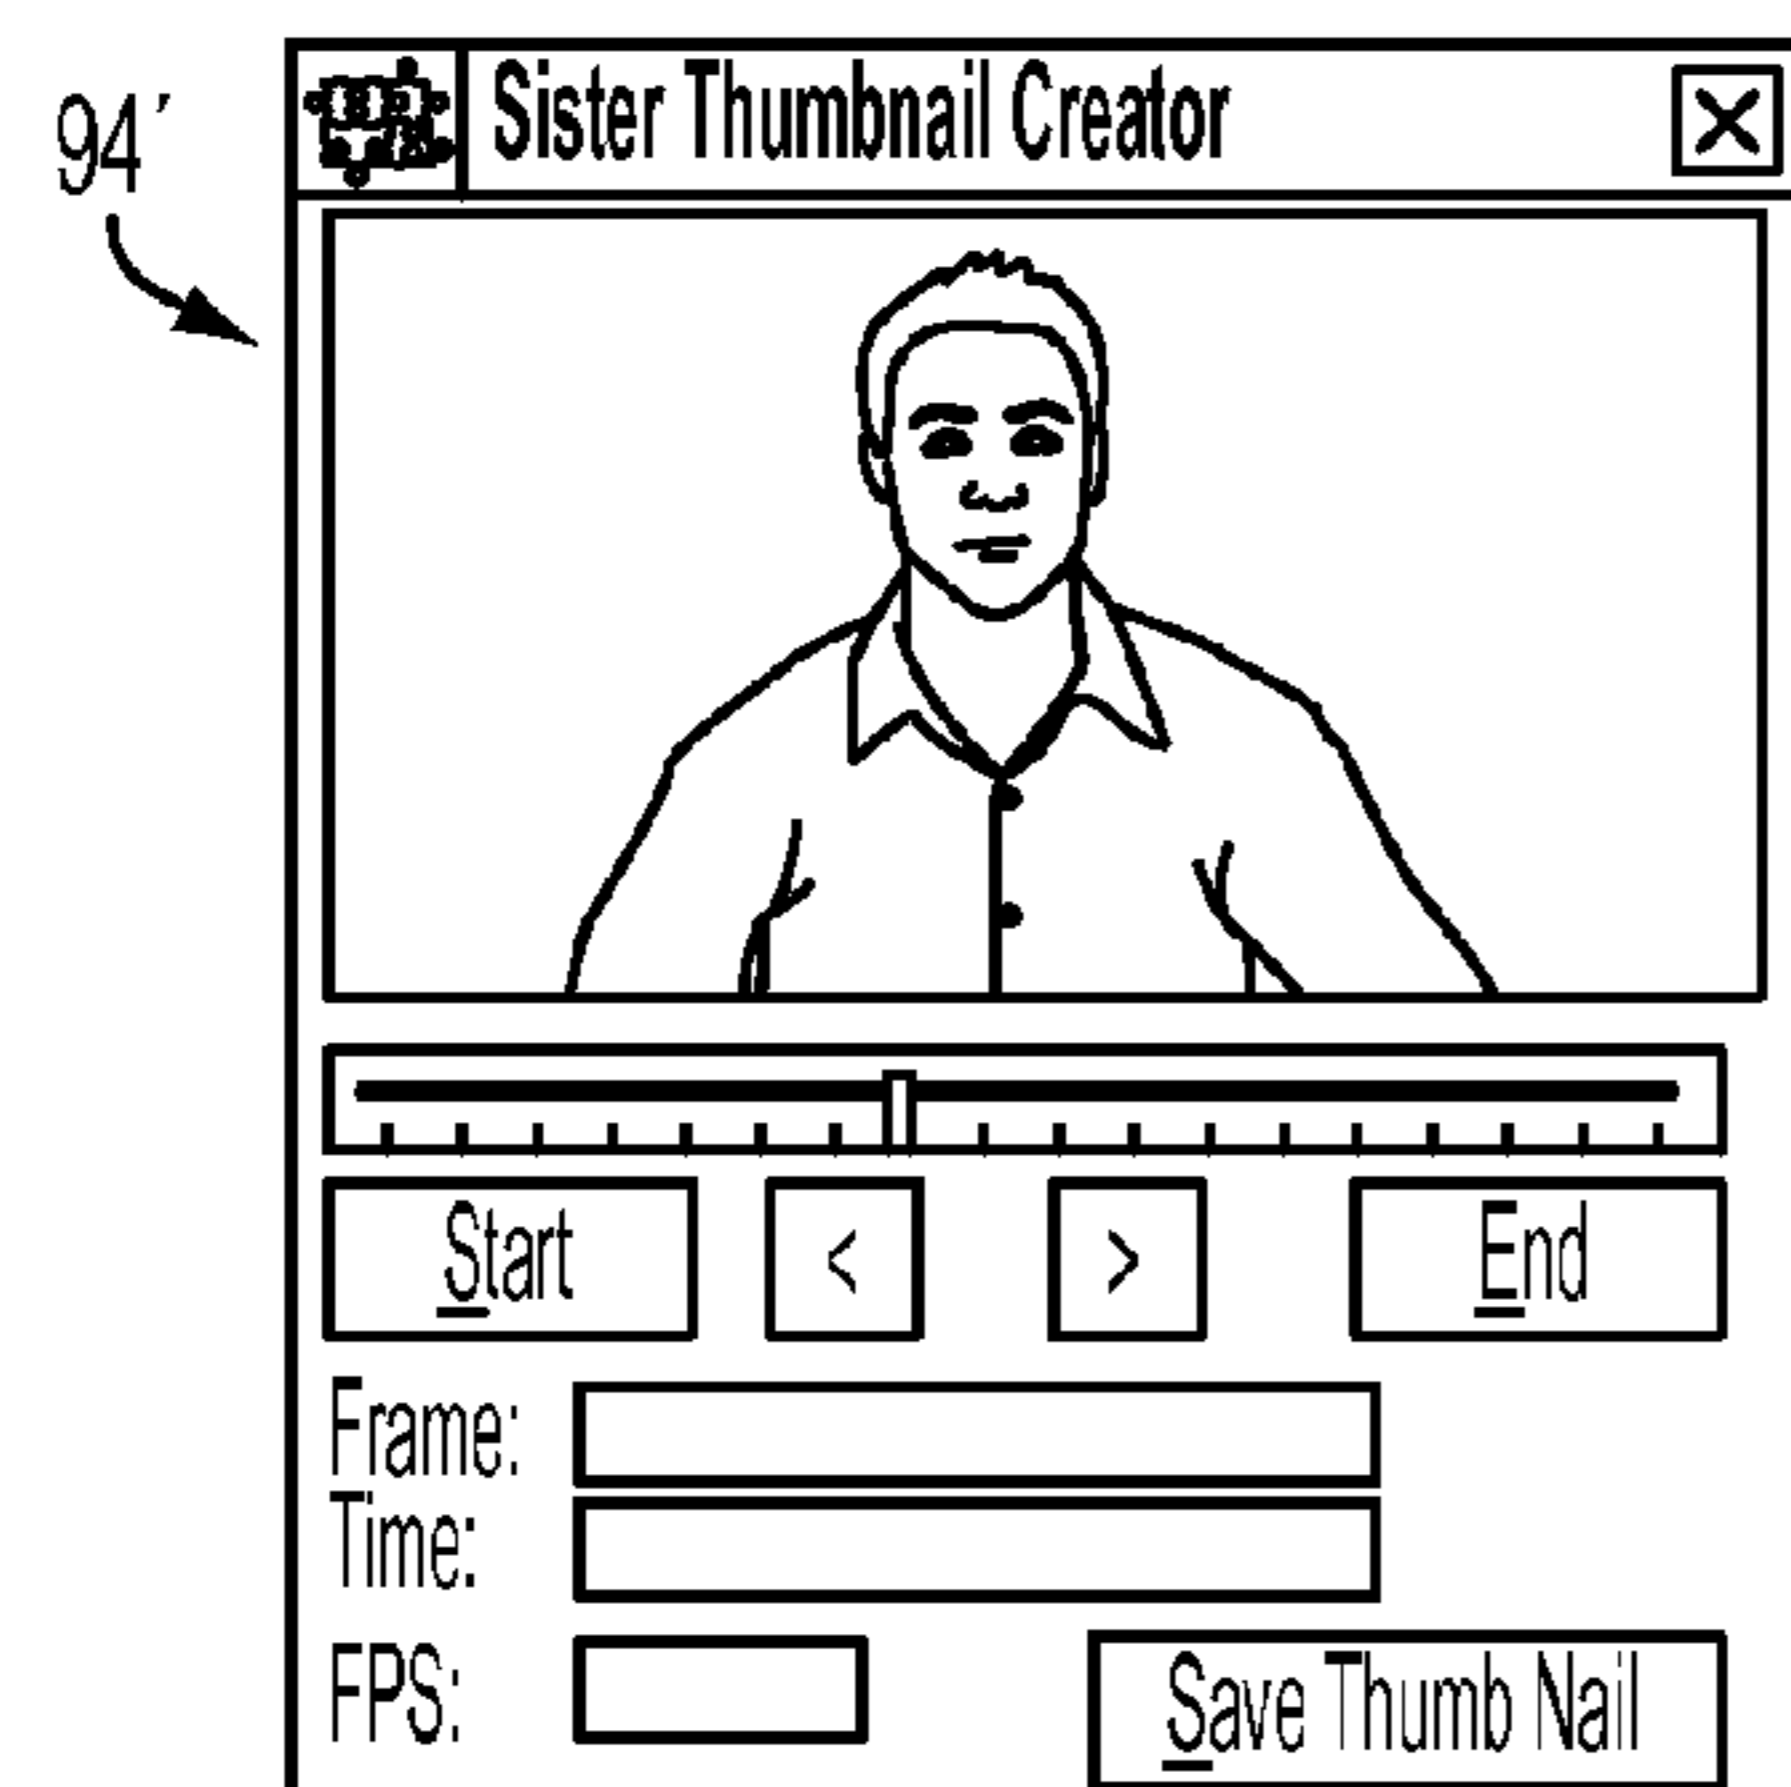 94′
Sister Thumbnail Creator
Start < > End
Frame:
Time:
FPS:
Save Thumb Nail